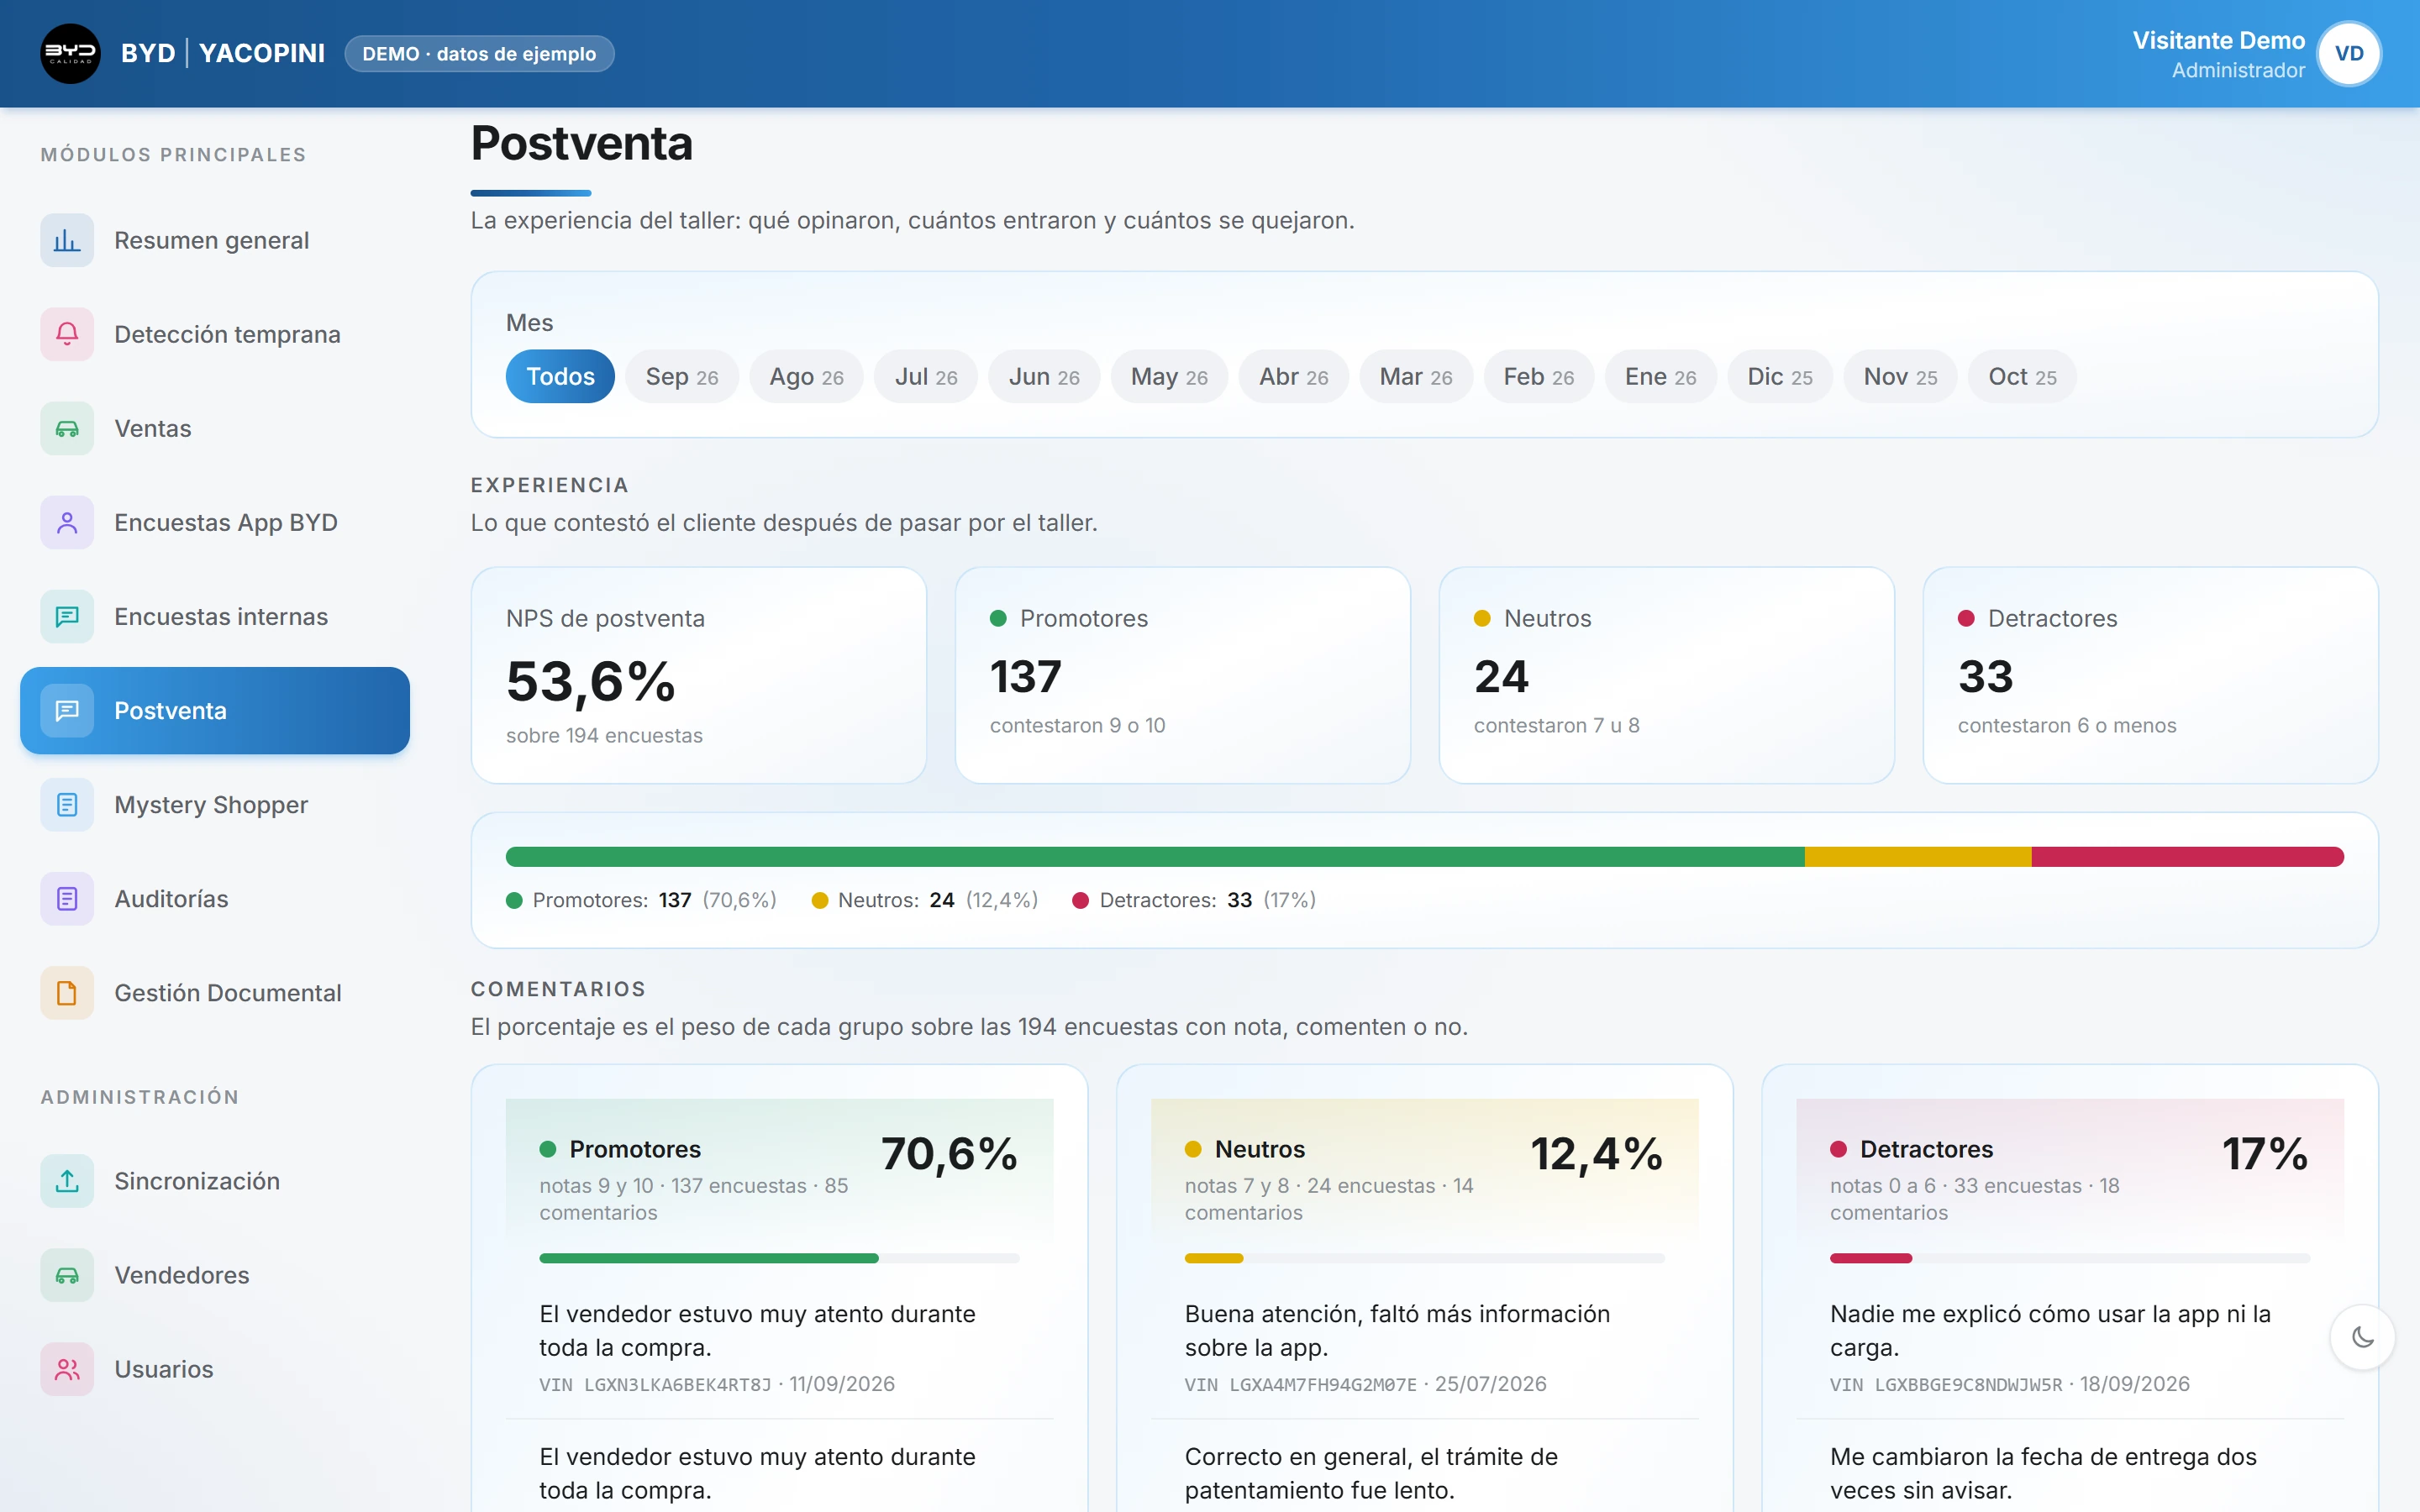 BYD CALIDAD
BYD | YACOPINI
DEMO · datos de ejemplo
Visitante Demo
Administrador
VD
MÓDULOS PRINCIPALES
Resumen general
Detección temprana
Ventas
Encuestas App BYD
Encuestas internas
Postventa
Mystery Shopper
Auditorías
Gestión Documental
ADMINISTRACIÓN
Sincronización
Vendedores
Usuarios
Postventa
La experiencia del taller: qué opinaron, cuántos entraron y cuántos se quejaron.
Mes
Todos Sep 26 Ago 26 Jul 26 Jun 26 May 26 Abr 26 Mar 26 Feb 26 Ene 26 Dic 25 Nov 25 Oct 25
EXPERIENCIA
Lo que contestó el cliente después de pasar por el taller.
NPS de postventa
53,6%
sobre 194 encuestas
Promotores
137
contestaron 9 o 10
Neutros
24
contestaron 7 u 8
Detractores
33
contestaron 6 o menos
Promotores: 137 (70,6%) Neutros: 24 (12,4%) Detractores: 33 (17%)
COMENTARIOS
El porcentaje es el peso de cada grupo sobre las 194 encuestas con nota, comenten o no.
Promotores 70,6%
notas 9 y 10 · 137 encuestas · 85
comentarios
El vendedor estuvo muy atento durante
toda la compra.
VIN LGXN3LKA6BEK4RT8J · 11/09/2026
El vendedor estuvo muy atento durante
toda la compra.
Neutros 12,4%
notas 7 y 8 · 24 encuestas · 14
comentarios
Buena atención, faltó más información
sobre la app.
VIN LGXA4M7FH94G2M07E · 25/07/2026
Correcto en general, el trámite de
patentamiento fue lento.
Detractores 17%
notas 0 a 6 · 33 encuestas · 18
comentarios
Nadie me explicó cómo usar la app ni la
carga.
VIN LGXBBGE9C8NDWJW5R · 18/09/2026
Me cambiaron la fecha de entrega dos
veces sin avisar.